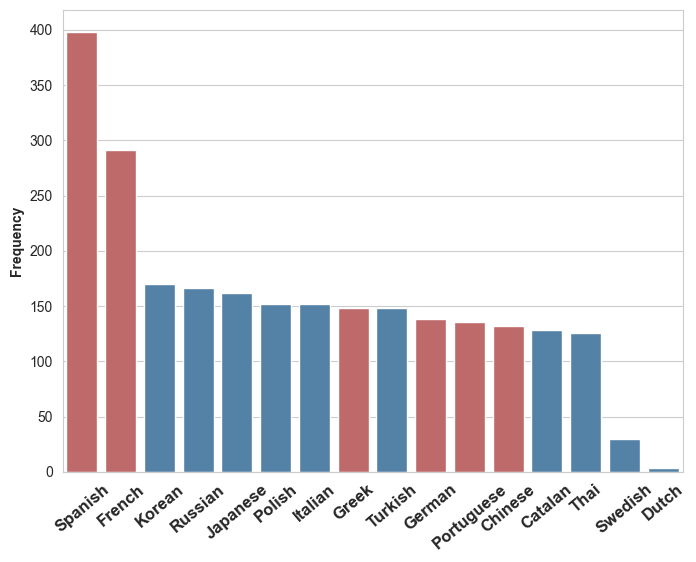 400
350
300
250
200
150
100
50
0
Frequency
Spanish
French
Korean
Russian
Japanese
Polish
Italian
Greek
Turkish
German
Portuguese
Chinese
Catalan
Thai
Swedish
Dutch